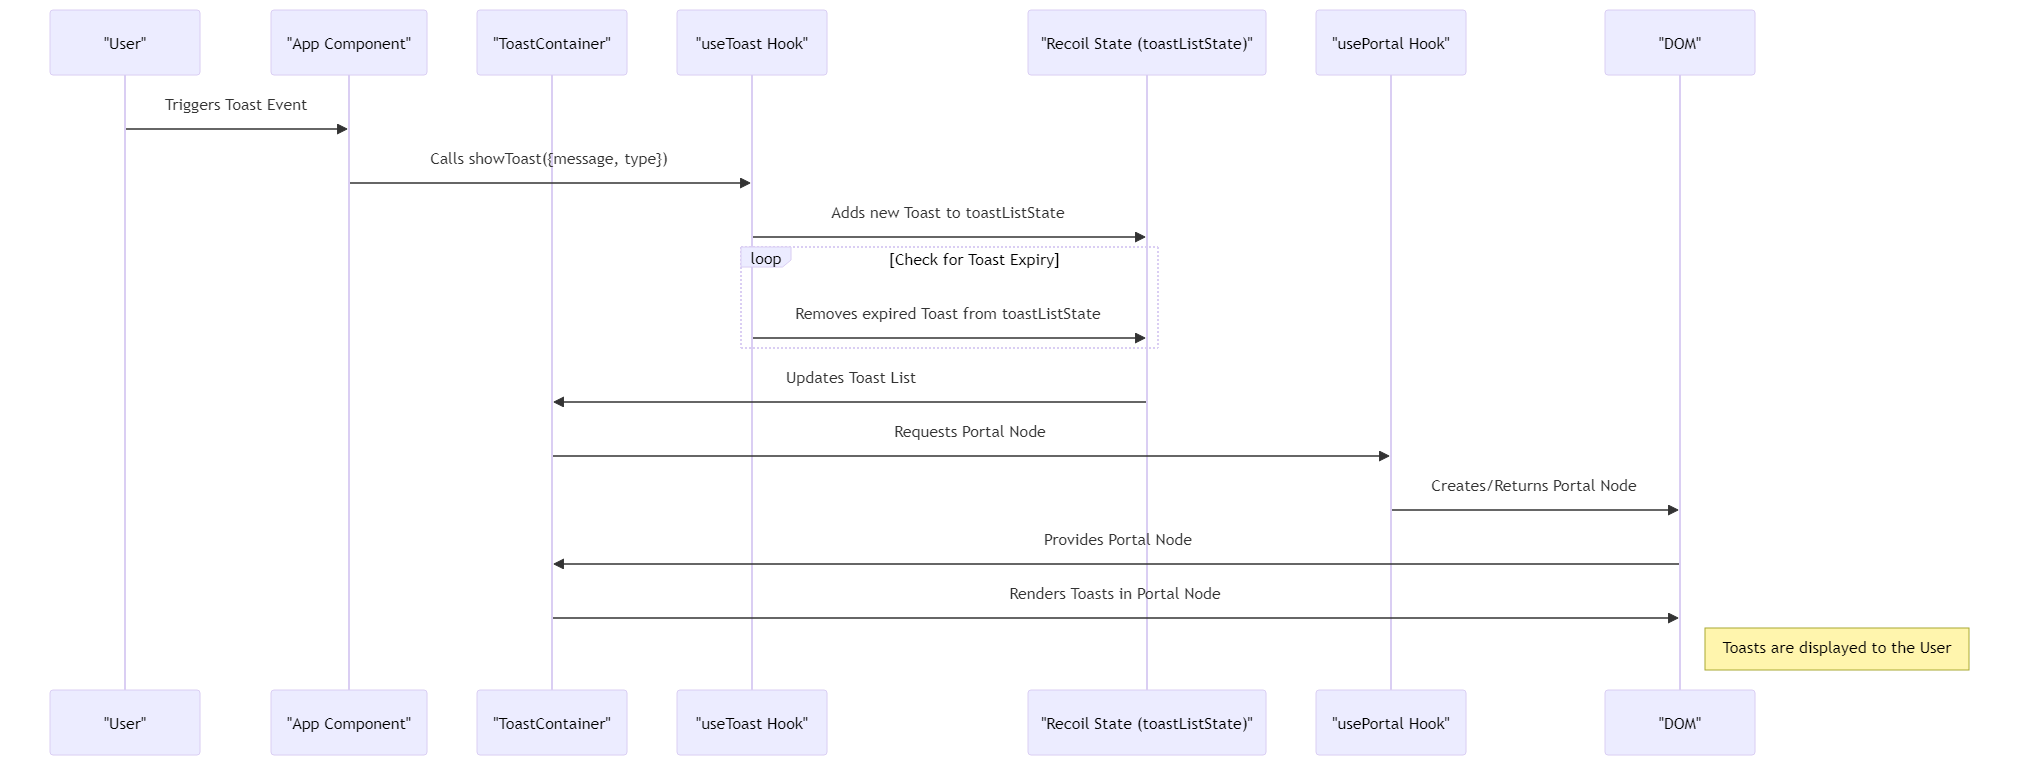 "User"
"App Component"
"ToastContainer"
"useToast Hook"
"Recoil State (toastListState)"
"usePortal Hook"
"DOM"
Triggers Toast Event
Calls showToast({message, type})
Adds new Toast to toastListState
loop
[Check for Toast Expiry]
Removes expired Toast from toastListState
Updates Toast List
Requests Portal Node
Creates/Returns Portal Node
Provides Portal Node
Renders Toasts in Portal Node
Toasts are displayed to the User
"User"
"App Component"
"ToastContainer"
"useToast Hook"
"Recoil State (toastListState)"
"usePortal Hook"
"DOM"